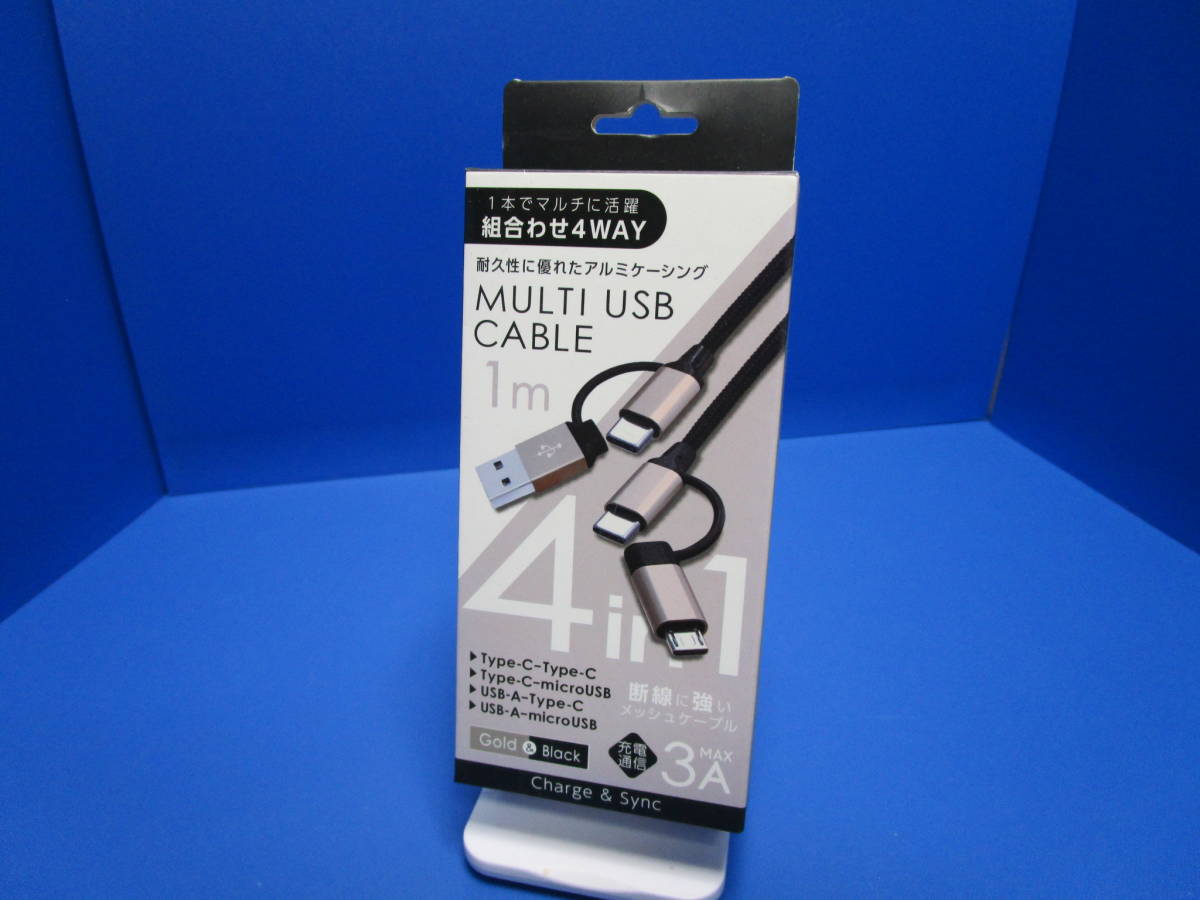 1本でマルチに活躍
組合わせ4WAY
耐久性に優れたアルミケーシング
MULTI USB
CABLE
1m
4in1
▶Type-C-Type-C
▶Type-C-microUSB
▶USB-A-Type-C
▶USB-A-microUSB
断線に強い
メッシュケーブル
Gold & Black
充電
通信
MAX
3A
Charge & Sync